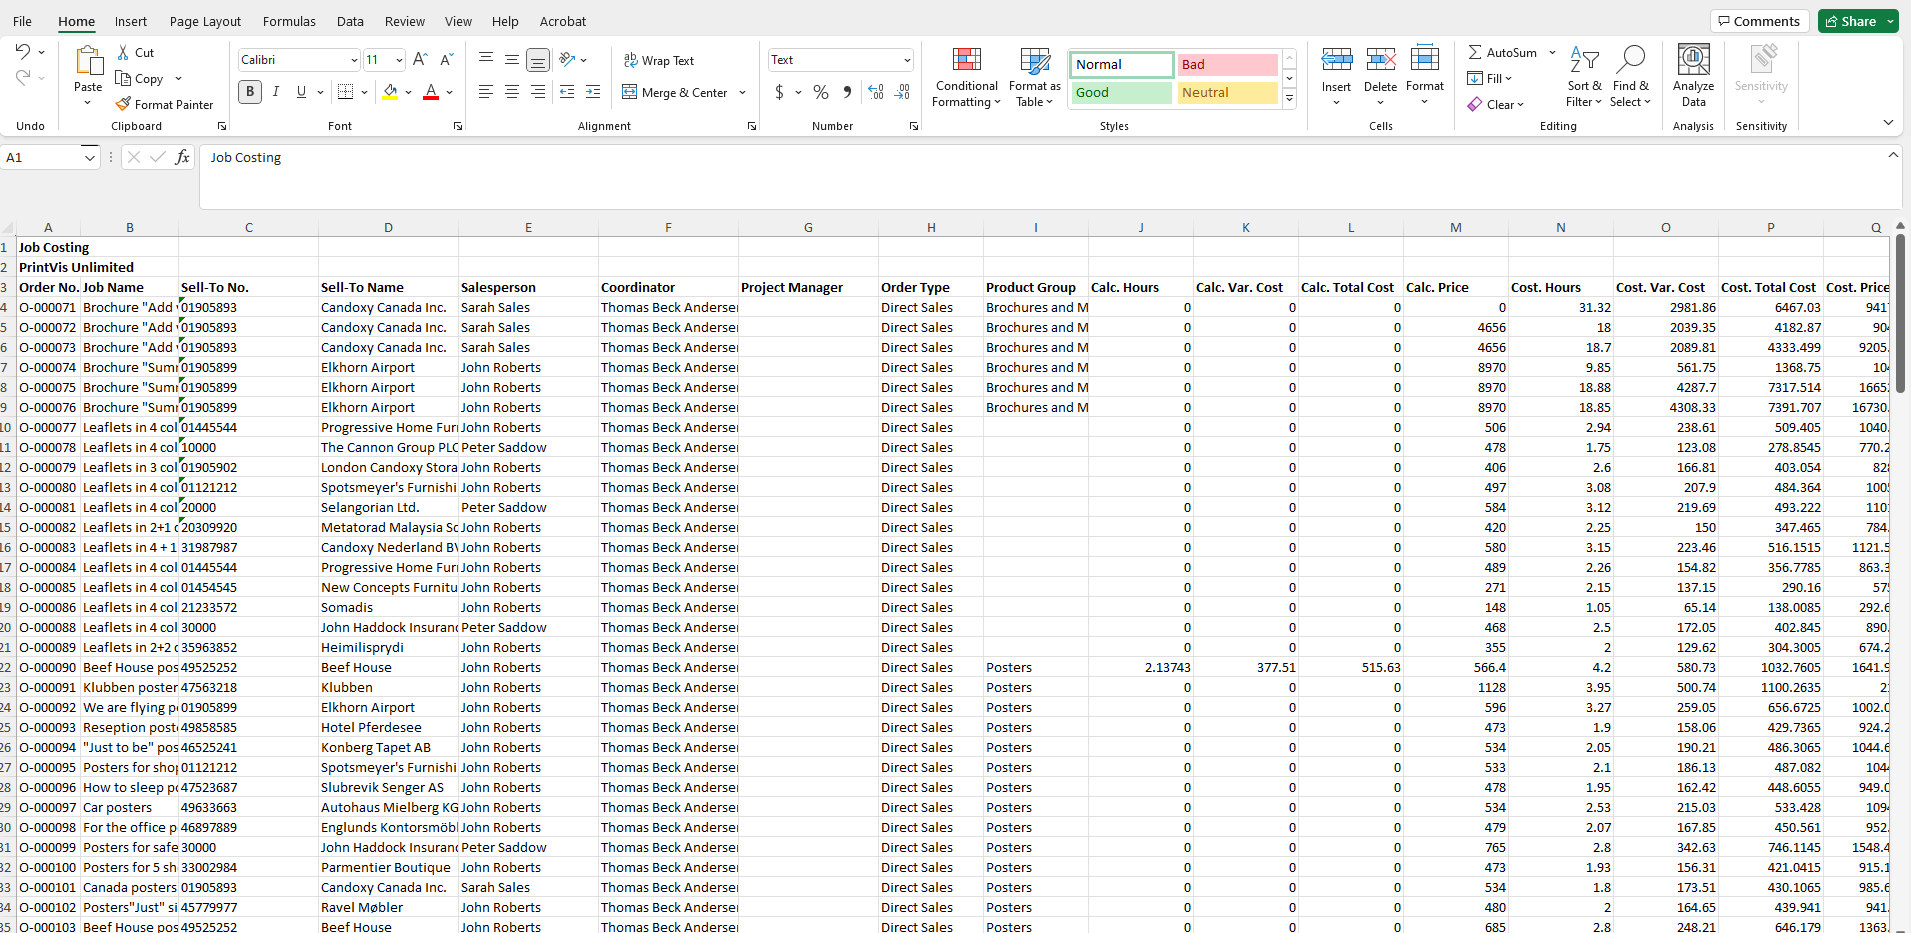 File Home Insert Page Layout Formulas Data Review View Help Acrobat Comments Share
Cut
Copy
Paste Format Painter
Undo Clipboard
Calibri 11
B I U
Font
Wrap Text
Merge & Center
Alignment
Text
$ % 9
Number
Conditional Formatting Format as Table
Normal Bad
Good Neutral
Styles
Insert Delete Format
Cells
AutoSum
Fill
Clear
Sort & Filter Find & Select
Editing
Analyze Data
Analysis
Sensitivity
Sensitivity
A1 fx Job Costing
A B C D E F G H I J K L M N O P Q
1 Job Costing
2 PrintVis Unlimited
3 Order No. Job Name Sell-To No. Sell-To Name Salesperson Coordinator Project Manager Order Type Product Group Calc. Hours Calc. Var. Cost Calc. Total Cost Calc. Price Cost. Hours Cost. Var. Cost Cost. Total Cost Cost. Price
4 O-000071 Brochure "Add 01905893 Candoxy Canada Inc. Sarah Sales Thomas Beck Anderse Direct Sales Brochures and M 0 0 0 0 31.32 2981.86 6467.03 941
5 O-000072 Brochure "Add 01905893 Candoxy Canada Inc. Sarah Sales Thomas Beck Anderse Direct Sales Brochures and M 0 0 0 4656 18 2039.35 4182.87 90
6 O-000073 Brochure "Add 01905893 Candoxy Canada Inc. Sarah Sales Thomas Beck Anderse Direct Sales Brochures and M 0 0 0 4656 18.7 2089.81 4333.499 9205.
7 O-000074 Brochure "Sum 01905899 Elkhorn Airport John Roberts Thomas Beck Anderse Direct Sales Brochures and M 0 0 0 8970 9.85 561.75 1368.75 10
8 O-000075 Brochure "Sum 01905899 Elkhorn Airport John Roberts Thomas Beck Anderse Direct Sales Brochures and M 0 0 0 8970 18.88 4287.7 7317.514 1665
9 O-000076 Brochure "Sum 01905899 Elkhorn Airport John Roberts Thomas Beck Anderse Direct Sales Brochures and M 0 0 0 8970 18.85 4308.33 7391.707 16730.
10 O-000077 Leaflets in 4 col 01445544 Progressive Home Fur John Roberts Thomas Beck Anderse Direct Sales 0 0 0 506 2.94 238.61 509.405 1040.
11 O-000078 Leaflets in 4 col 10000 The Cannon Group PLC Peter Saddow Thomas Beck Anderse Direct Sales 0 0 0 478 1.75 123.08 278.8545 770.2
12 O-000079 Leaflets in 3 col 01905902 London Candoxy Stora John Roberts Thomas Beck Anderse Direct Sales 0 0 0 406 2.6 166.81 403.054 82
13 O-000080 Leaflets in 4 col 01121212 Spotsmeyer's Furnishi John Roberts Thomas Beck Anderse Direct Sales 0 0 0 497 3.08 207.9 484.364 100
14 O-000081 Leaflets in 4 col 20000 Selangorian Ltd. Peter Saddow Thomas Beck Anderse Direct Sales 0 0 0 584 3.12 219.69 493.222 110
15 O-000082 Leaflets in 2+1 c 20309920 Metatorad Malaysia Sc John Roberts Thomas Beck Anderse Direct Sales 0 0 0 420 2.25 150 347.465 784.
16 O-000083 Leaflets in 4 + 1 31987987 Candoxy Nederland BV John Roberts Thomas Beck Anderse Direct Sales 0 0 0 580 3.15 223.46 516.1515 1121.5
17 O-000084 Leaflets in 4 col 01445544 Progressive Home Fur John Roberts Thomas Beck Anderse Direct Sales 0 0 0 489 2.26 154.82 356.7785 863.3
18 O-000085 Leaflets in 4 col 01454545 New Concepts Furnitu John Roberts Thomas Beck Anderse Direct Sales 0 0 0 271 2.15 137.15 290.16 57
19 O-000086 Leaflets in 4 col 21233572 Somadis John Roberts Thomas Beck Anderse Direct Sales 0 0 0 148 1.05 65.14 138.0085 292.6
20 O-000088 Leaflets in 4 col 30000 John Haddock Insuran Peter Saddow Thomas Beck Anderse Direct Sales 0 0 0 468 2.5 172.05 402.845 890.
21 O-000089 Leaflets in 2+2 c 35963852 Heimilisprydi John Roberts Thomas Beck Anderse Direct Sales 0 0 0 355 2 129.62 304.3005 674.2
22 O-000090 Beef House pos 49525252 Beef House John Roberts Thomas Beck Anderse Direct Sales Posters 2.13743 377.51 515.63 566.4 4.2 580.73 1032.7605 1641.9
23 O-000091 Klubben poster 47563218 Klubben John Roberts Thomas Beck Anderse Direct Sales Posters 0 0 0 1128 3.95 500.74 1100.2635 2
24 O-000092 We are flying p 01905899 Elkhorn Airport John Roberts Thomas Beck Anderse Direct Sales Posters 0 0 0 596 3.27 259.05 656.6725 1002.0
25 O-000093 Reseption post 49858585 Hotel Pferdesee John Roberts Thomas Beck Anderse Direct Sales Posters 0 0 0 473 1.9 158.06 429.7365 924.2
26 O-000094 "Just to be" pos 46525241 Konberg Tapet AB John Roberts Thomas Beck Anderse Direct Sales Posters 0 0 0 534 2.05 190.21 486.3065 1044.6
27 O-000095 Posters for shop 01121212 Spotsmeyer's Furnishi John Roberts Thomas Beck Anderse Direct Sales Posters 0 0 0 533 2.1 186.13 487.082 104
28 O-000096 How to sleep po 47523687 Slubrevik Senger AS John Roberts Thomas Beck Anderse Direct Sales Posters 0 0 0 478 1.95 162.42 448.6055 949.0
29 O-000097 Car posters 49633663 Autohaus Mielberg KG John Roberts Thomas Beck Anderse Direct Sales Posters 0 0 0 534 2.53 215.03 533.428 109
30 O-000098 For the office p 46897889 Englunds Kontorsmöbl John Roberts Thomas Beck Anderse Direct Sales Posters 0 0 0 479 2.07 167.85 450.561 952.
31 O-000099 Posters for safe 30000 John Haddock Insuran Peter Saddow Thomas Beck Anderse Direct Sales Posters 0 0 0 765 2.8 342.63 746.1145 1548.4
32 O-000100 Posters for 5 sh 33002984 Parmentier Boutique John Roberts Thomas Beck Anderse Direct Sales Posters 0 0 0 473 1.93 156.31 421.0415 915.1
33 O-000101 Canada posters 01905893 Candoxy Canada Inc. Sarah Sales Thomas Beck Anderse Direct Sales Posters 0 0 0 534 1.8 173.51 430.1065 985.6
34 O-000102 Posters"Just" si 45779977 Ravel Møbler John Roberts Thomas Beck Anderse Direct Sales Posters 0 0 0 480 2 164.65 439.941 941.
35 O-000103 Beef House pos 49525252 Beef House John Roberts Thomas Beck Anderse Direct Sales Posters 0 0 0 685 2.8 248.21 646.179 1363.